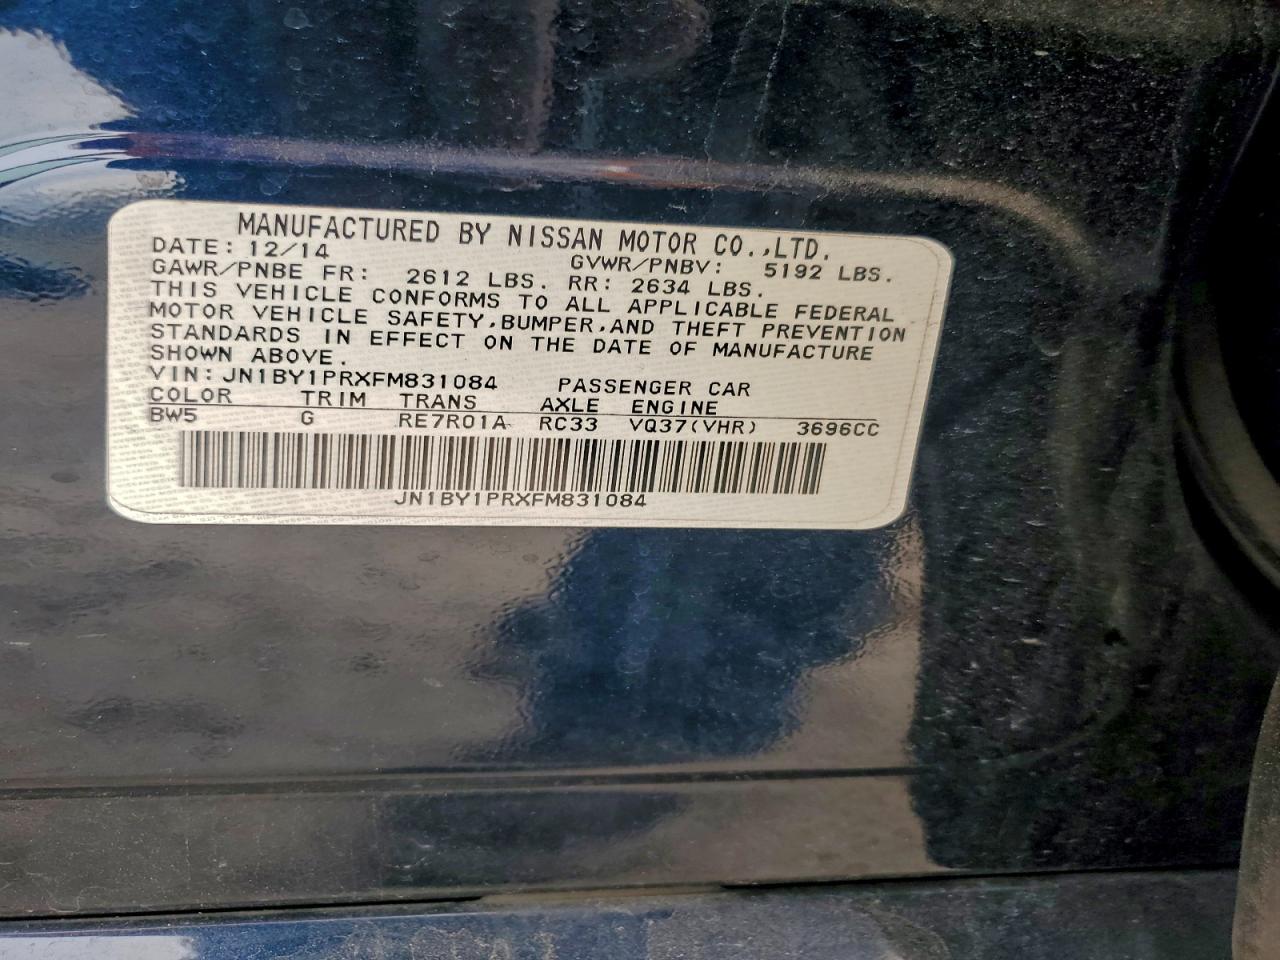 MANUFACTURED BY NISSAN MOTOR CO.,LTD.
DATE: 12/14 GVWR/PNBV: 5192 LBS.
GAWR/PNBE FR: 2612 LBS. RR: 2634 LBS.
THIS VEHICLE CONFORMS TO ALL APPLICABLE FEDERAL
MOTOR VEHICLE SAFETY,BUMPER,AND THEFT PREVENTION
STANDARDS IN EFFECT ON THE DATE OF MANUFACTURE
SHOWN ABOVE.
VIN: JN1BY1PRXFM831084 PASSENGER CAR
COLOR TRIM TRANS AXLE ENGINE
BW5 G RE7R01A RC33 VQ37(VHR) 3696CC
JN1BY1PRXFM831084